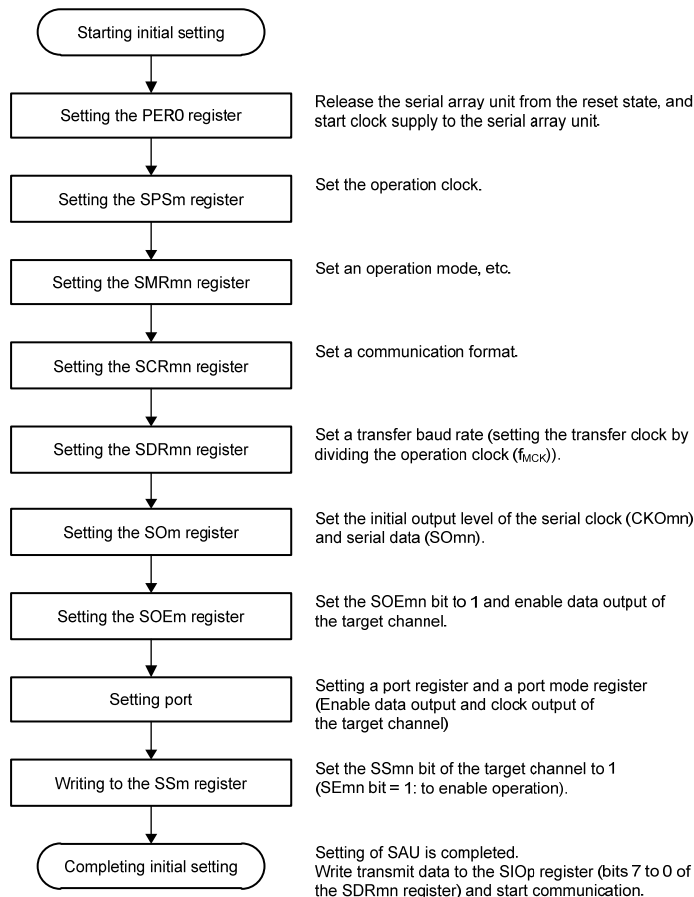 Starting initial setting
Setting the PER0 register
Release the serial array unit from the reset state, and
start clock supply to the serial array unit.
Setting the SPSm register
Set the operation clock.
Setting the SMRmn register
Set an operation mode, etc.
Setting the SCRmn register
Set a communication format.
Setting the SDRmn register
Set a transfer baud rate (setting the transfer clock by
dividing the operation clock (fMCK)).
Setting the SOm register
Set the initial output level of the serial clock (CKOmn)
and serial data (SOmn).
Setting the SOEm register
Set the SOEmn bit to 1 and enable data output of
the target channel.
Setting port
Setting a port register and a port mode register
(Enable data output and clock output of
the target channel)
Writing to the SSm register
Set the SSmn bit of the target channel to 1
(SEmn bit = 1: to enable operation).
Completing initial setting
Setting of SAU is completed.
Write transmit data to the SIOp register (bits 7 to 0 of
the SDRmn register) and start communication.